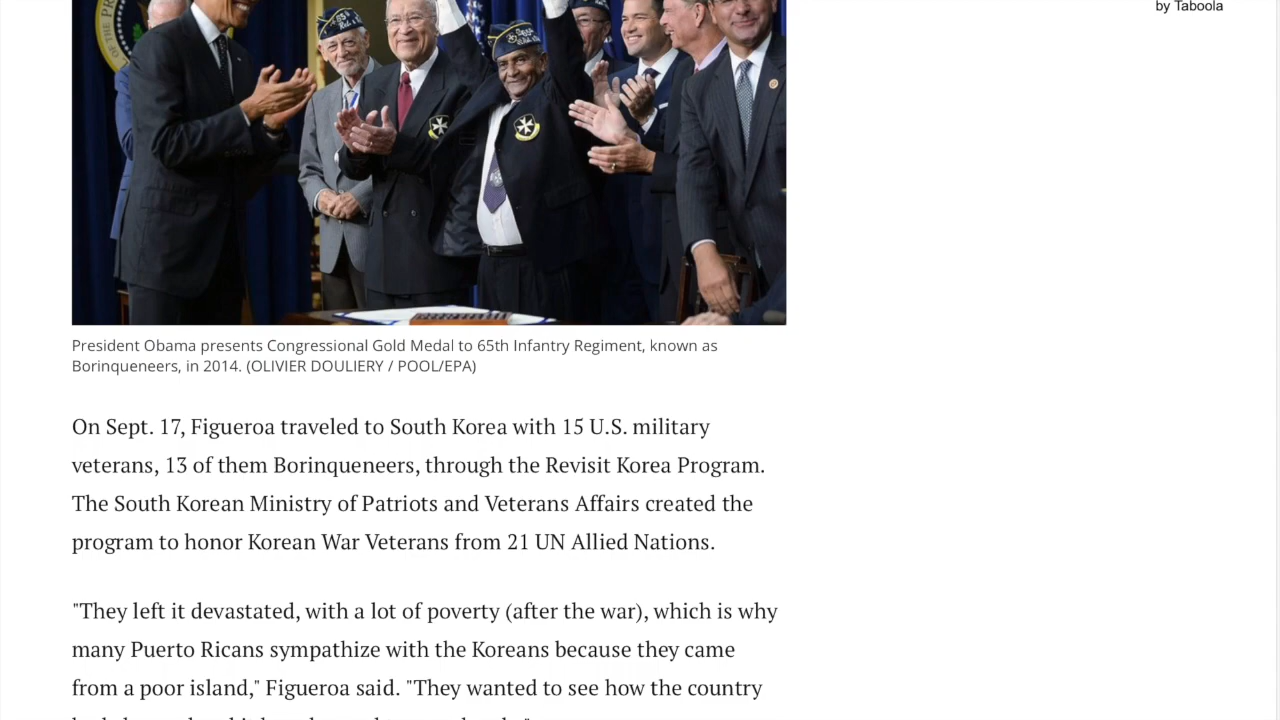 by Taboola
President Obama presents Congressional Gold Medal to 65th Infantry Regiment, known as
Borinqueneers, in 2014. (OLIVIER DOULIERY / POOL/EPA)
On Sept. 17, Figueroa traveled to South Korea with 15 U.S. military
veterans, 13 of them Borinqueneers, through the Revisit Korea Program.
The South Korean Ministry of Patriots and Veterans Affairs created the
program to honor Korean War Veterans from 21 UN Allied Nations.
"They left it devastated, with a lot of poverty (after the war), which is why
many Puerto Ricans sympathize with the Koreans because they came
from a poor island," Figueroa said. "They wanted to see how the country